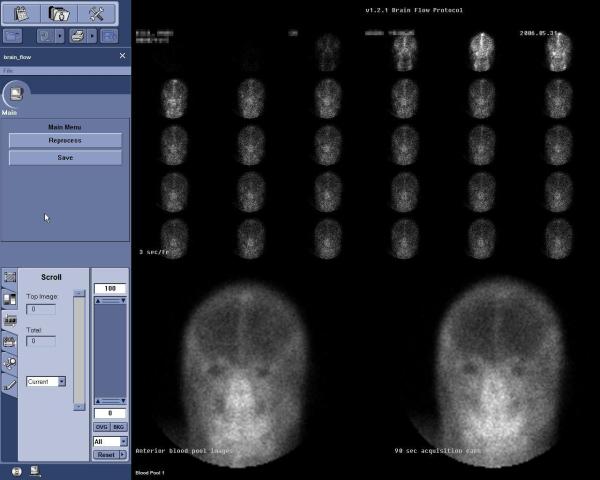 v1.2.1 Brain Flow Protocol
2006.05.31
brain_flow
File
Main
Main Menu
Reprocess
Save
3 sec/fr
Scroll
Top Image:
0
Total:
0
Current
100
0
OVG BKG
All
Reset
Anterior blood pool images
90 sec acquisition each
Blood Pool 1